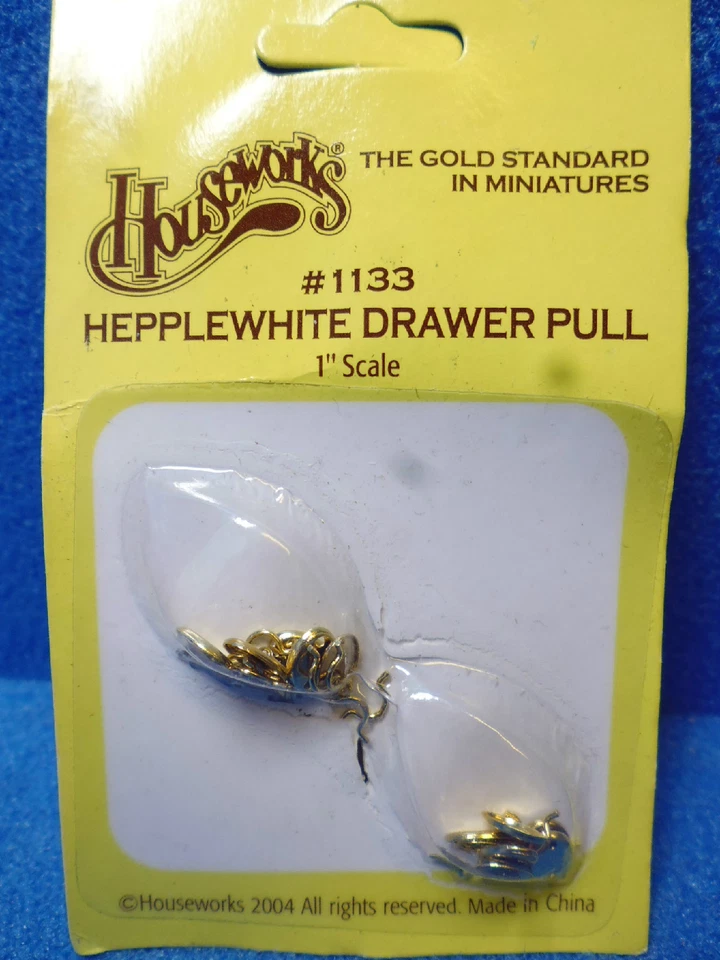 Houseworks®
THE GOLD STANDARD
IN MINIATURES
#1133
HEPPLEWHITE DRAWER PULL
1" Scale
©Houseworks 2004 All rights reserved. Made in China